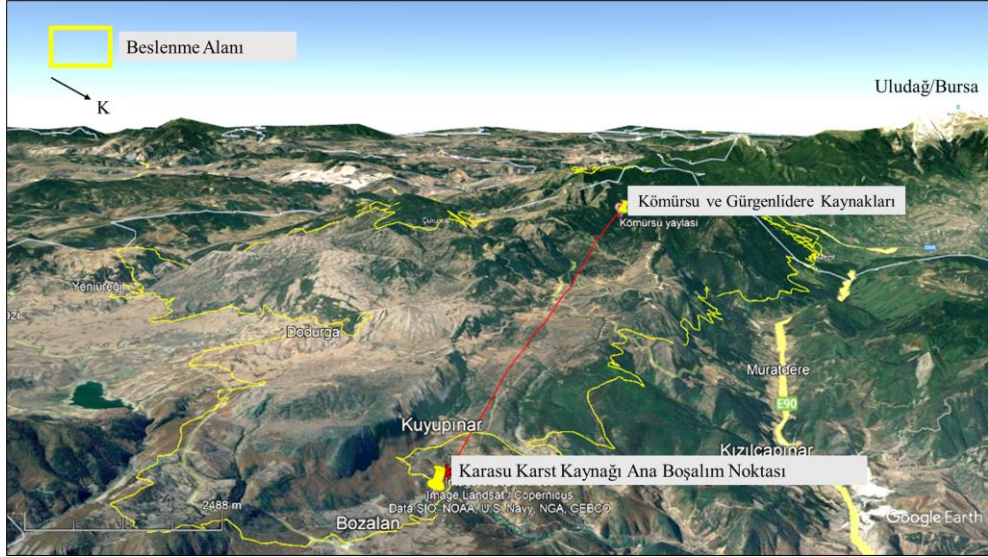 Beslenme Alanı
K
Uludağ/Bursa
Kömürsu ve Gürgenlidere Kaynakları
Kömürsu yaylası
Yeniüreği
Dodurga
Muratdere
E90
Kuyupınar
Kızılcapınar
Karasu Karst Kaynağı Ana Boşalım Noktası
Image Landsat / Copernicus
2488 m
Data SIO, NOAA, U.S. Navy, NGA, GEBCO
Google Earth
Bozalan